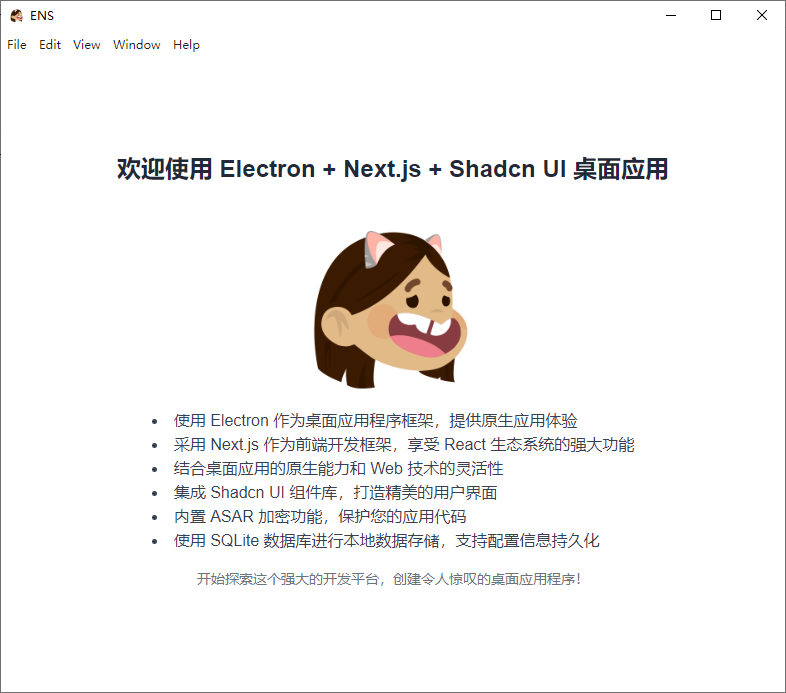 ENS
File Edit View Window Help
欢迎使用 Electron + Next.js + Shadcn UI 桌面应用
• 使用 Electron 作为桌面应用程序框架，提供原生应用体验
• 采用 Next.js 作为前端开发框架，享受 React 生态系统的强大功能
• 结合桌面应用的原生能力和 Web 技术的灵活性
• 集成 Shadcn UI 组件库，打造精美的用户界面
• 内置 ASAR 加密功能，保护您的应用代码
• 使用 SQLite 数据库进行本地数据存储，支持配置信息持久化
开始探索这个强大的开发平台，创建令人惊叹的桌面应用程序！